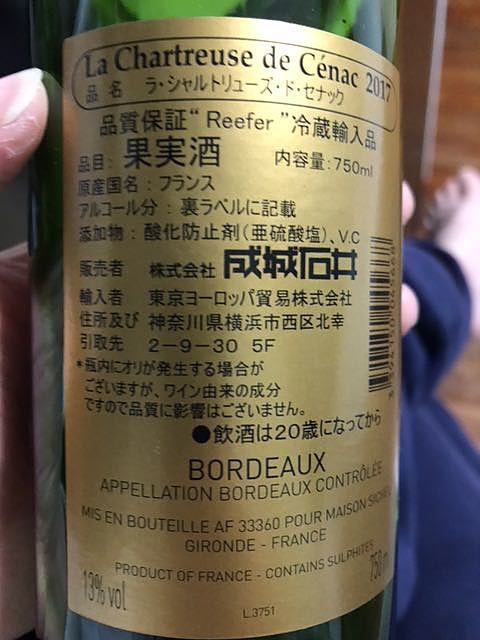 La Chartreuse de Cénac 2017
品 名 ラ・シャルトリューズ・ド・セナック
品質保証“Reefer”冷蔵輸入品
品目：果実酒 内容量：750ml
原産国名：フランス
アルコール分：裏ラベルに記載
添加物：酸化防止剤（亜硫酸塩）、V.C
販売者 株式会社 成城石井
輸入者 東京ヨーロッパ貿易株式会社
住所及び 神奈川県横浜市西区北幸
引取先 2－9－30 5F
＊瓶内にオリが発生する場合が
ございますが、ワイン由来の成分
ですので品質に影響はございません。
●飲酒は20歳になってから
BORDEAUX
APPELLATION BORDEAUX CONTRÔLÉE
MIS EN BOUTEILLE AF 33360 POUR MAISON
GIRONDE - FRANCE
PRODUCT OF FRANCE - CONTAINS SULPHITES
13% vol 750 m
L.3751